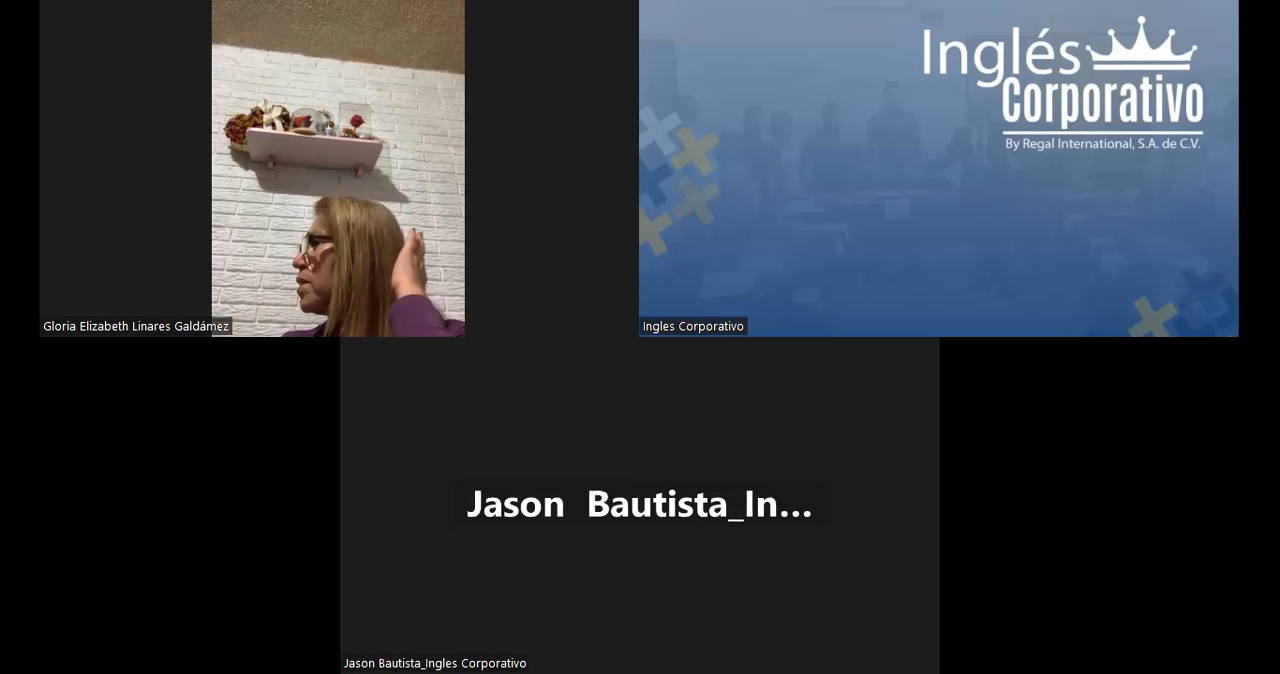 Inglés
Corporativo
By Regal International, S.A. de C.V.
Gloria Elizabeth Linares Galdámez
Ingles Corporativo
Jason Bautista_In...
Jason Bautista_Ingles Corporativo